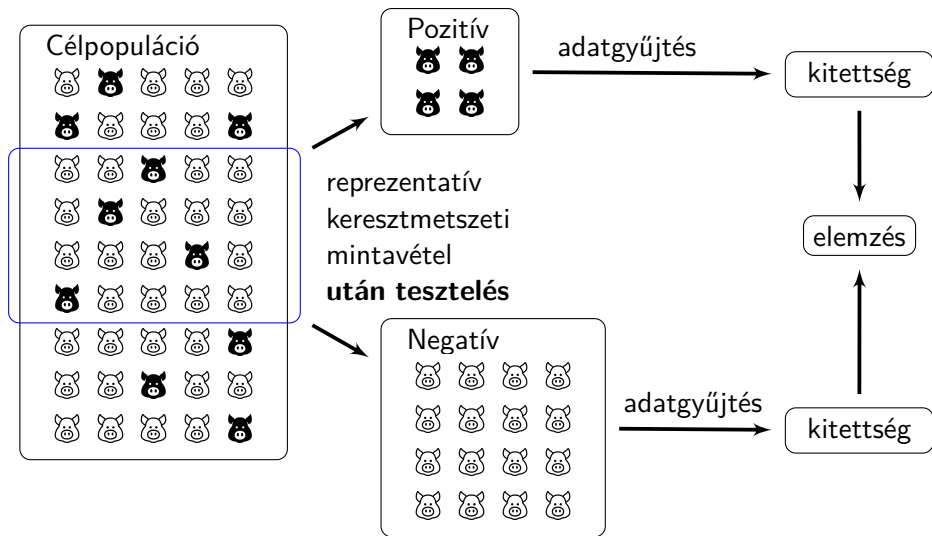 Célpopuláció
Pozitív
adatgyűjtés
kitettség
reprezentatív
keresztmetszeti
mintavétel
után tesztelés
elemzés
Negatív
adatgyűjtés
kitettség